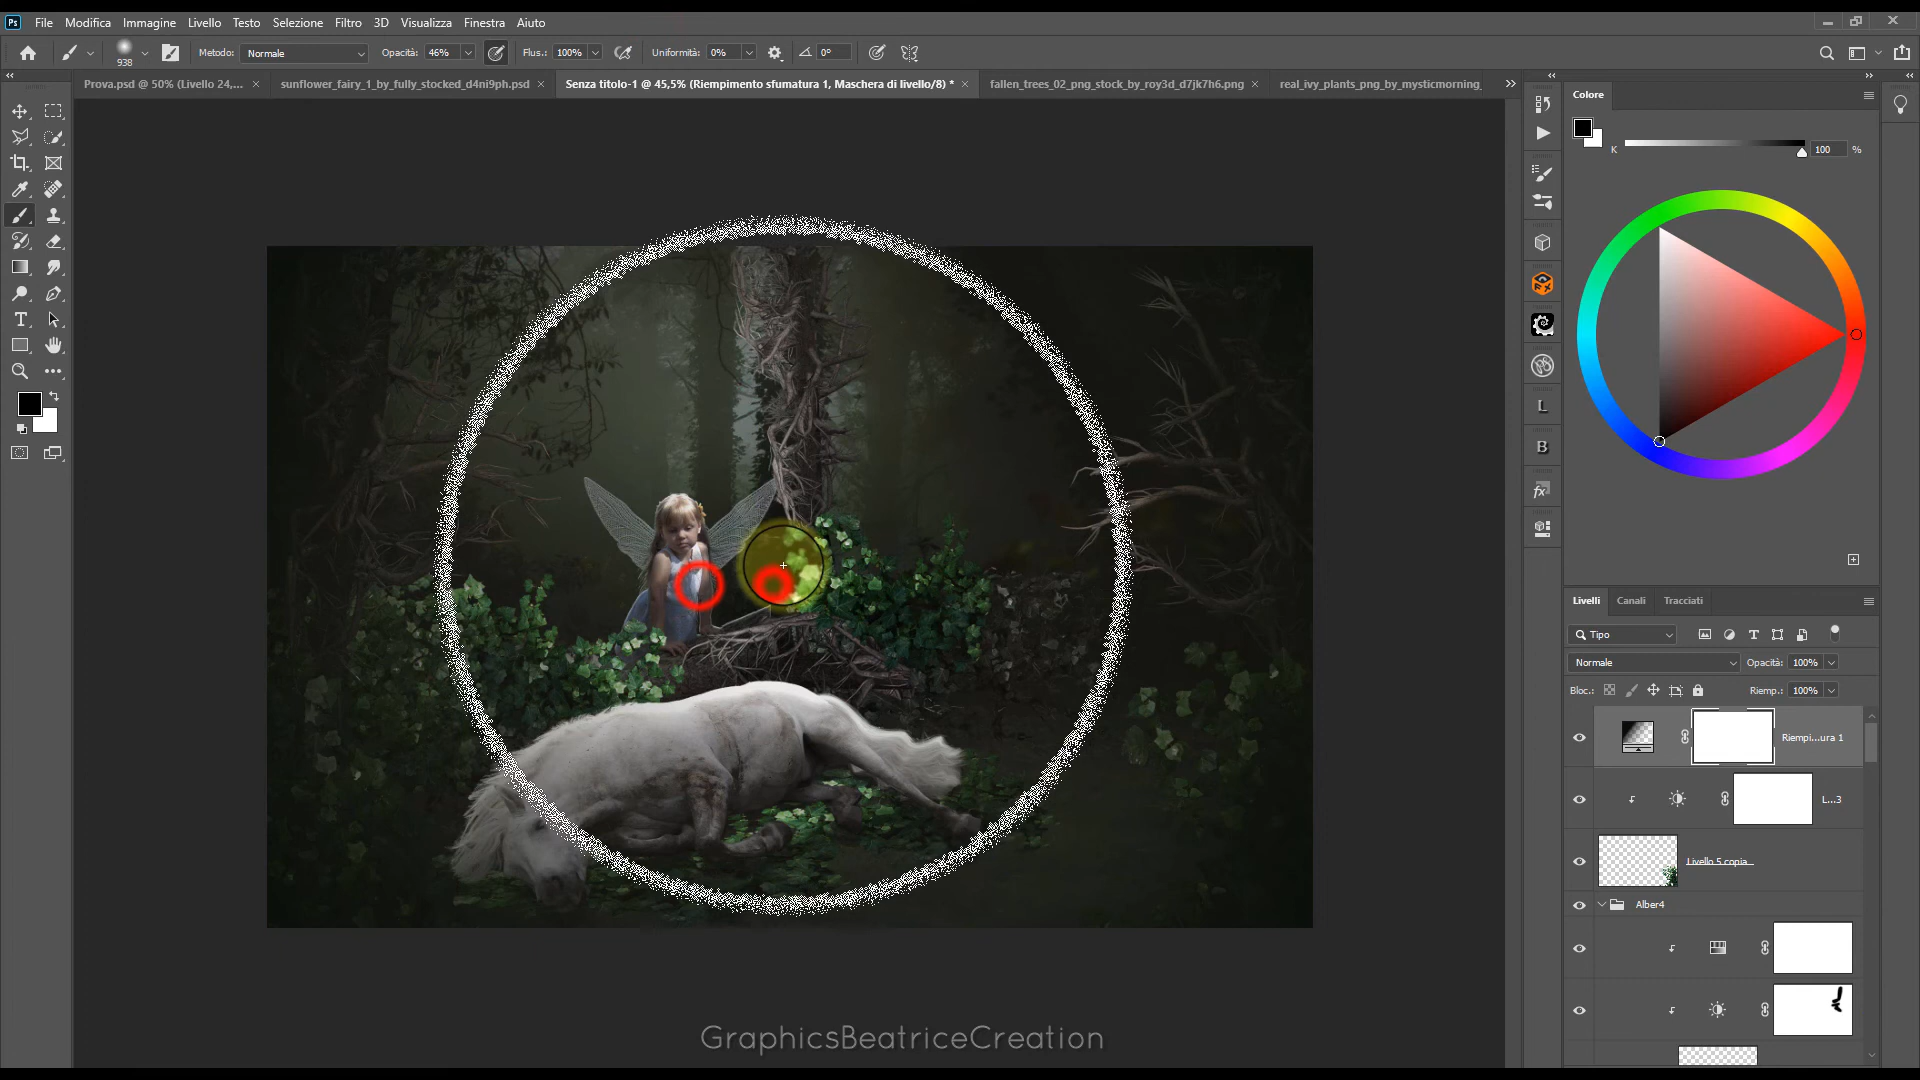 Ps File Modifica Immagine Livello Testo Selezione Filtro 3D Visualizza Finestra Aiuto
938 Metodo: Normale Opacità: 46% Flus.: 100% Uniformità: 0% 0°
Prova.psd @ 50% (Livello 24,... sunflower_fairy_1_by_fully_stocked_d4ni9ph.psd Senza titolo-1 @ 45,5% (Riempimento sfumatura 1, Maschera di livello/8) * fallen_trees_02_png_stock_by_roy3d_d7jk7h6.png real_ivy_plants_png_by_mysticmorning_
Colore
K 100 %
L
B
fx
Livelli Canali Tracciati
Tipo
Normale Opacità: 100%
Bloc.: Riemp.: 100%
Riempi...ura 1
L...3
Livello 5 copia
Alber4
GraphicsBeatriceCreation